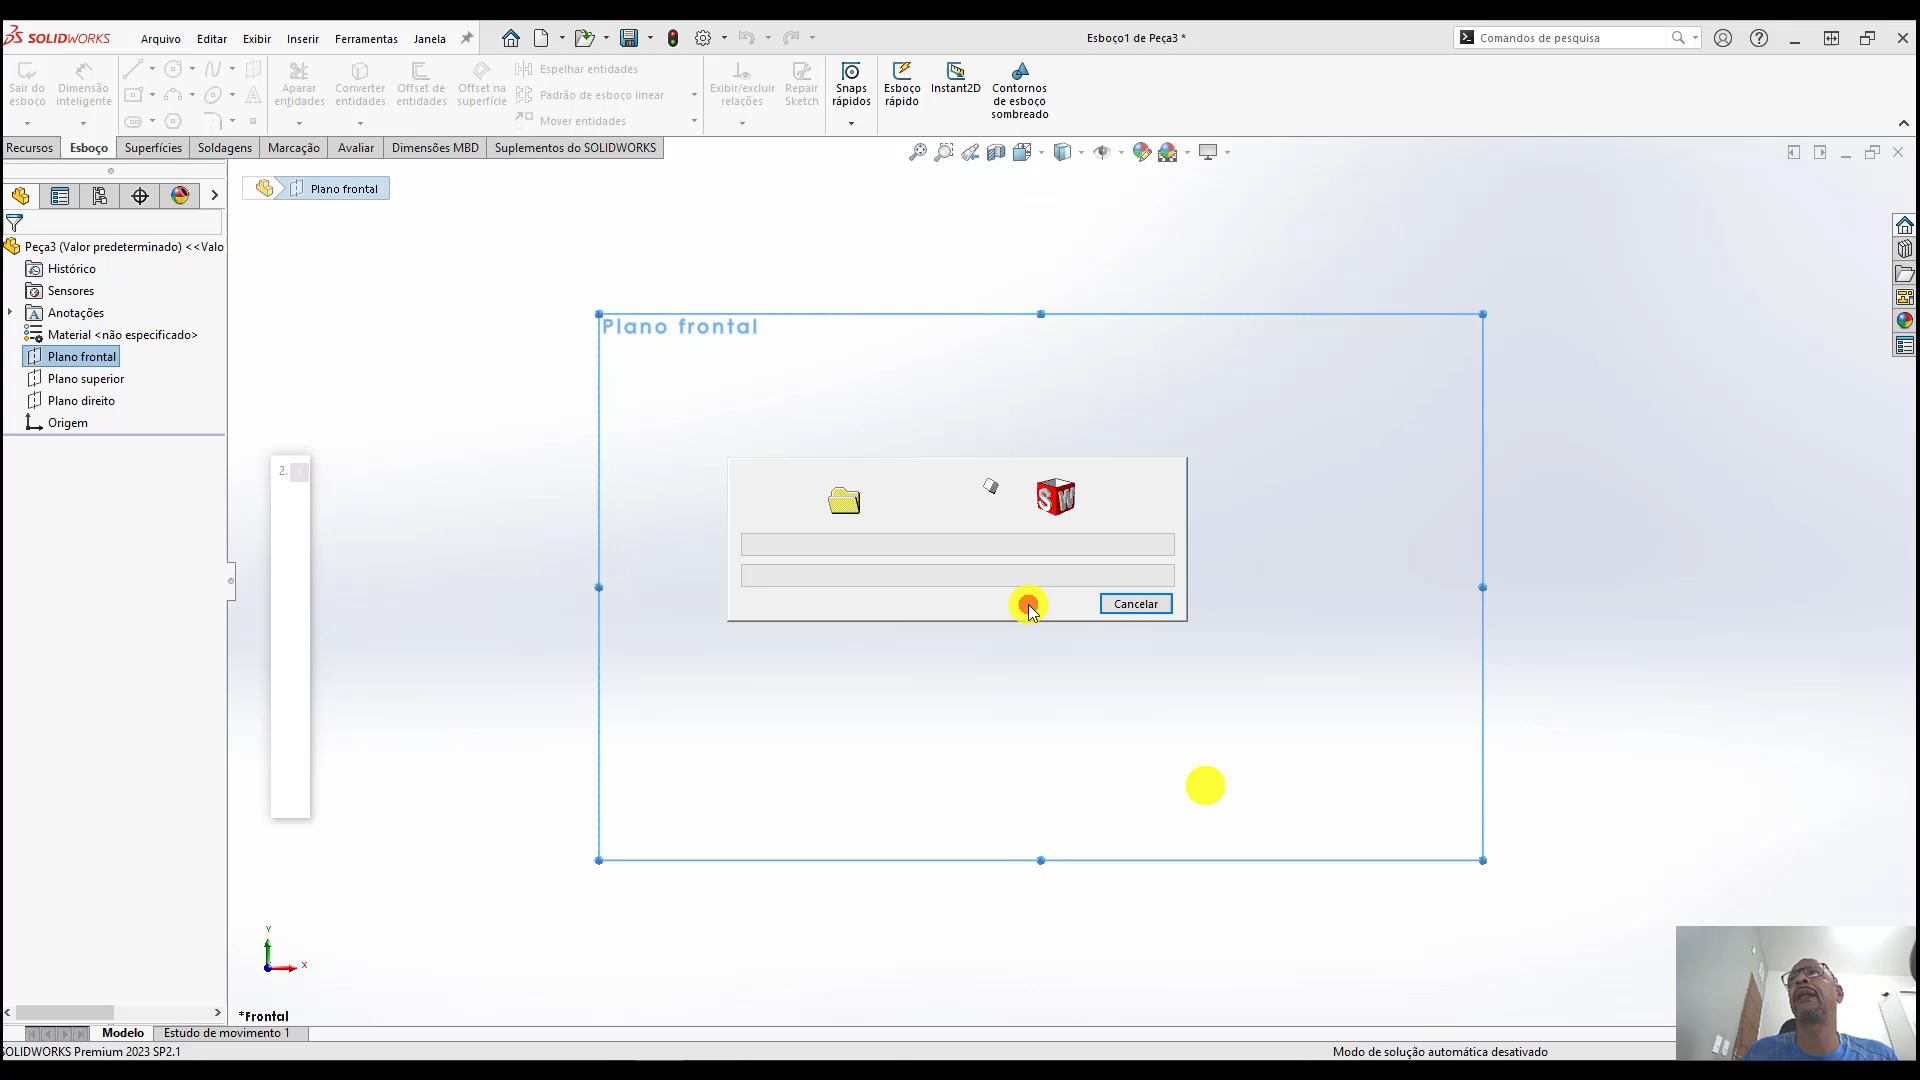 SOLIDWORKS
Arquivo
Editar
Exibir
Inserir
Ferramentas
Janela
Esboço1 de Peça3 *
Comandos de pesquisa
Sair do esboço
Dimensão inteligente
Aparar entidades
Converter entidades
Offset de entidades
Offset na superfície
Espelhar entidades
Padrão de esboço linear
Mover entidades
Exibir/excluir relações
Repair Sketch
Snaps rápidos
Esboço rápido
Instant2D
Contornos de esboço sombreado
Recursos
Esboço
Superfícies
Soldagens
Marcação
Avaliar
Dimensões MBD
Suplementos do SOLIDWORKS
Plano frontal
Peça3 (Valor predeterminado) <<Valo
Histórico
Sensores
Anotações
Material <não especificado>
Plano frontal
Plano superior
Plano direito
Origem
Plano frontal
2.
SW
Cancelar
Y
X
*Frontal
Modelo
Estudo de movimento 1
SOLIDWORKS Premium 2023 SP2.1
Modo de solução automática desativado